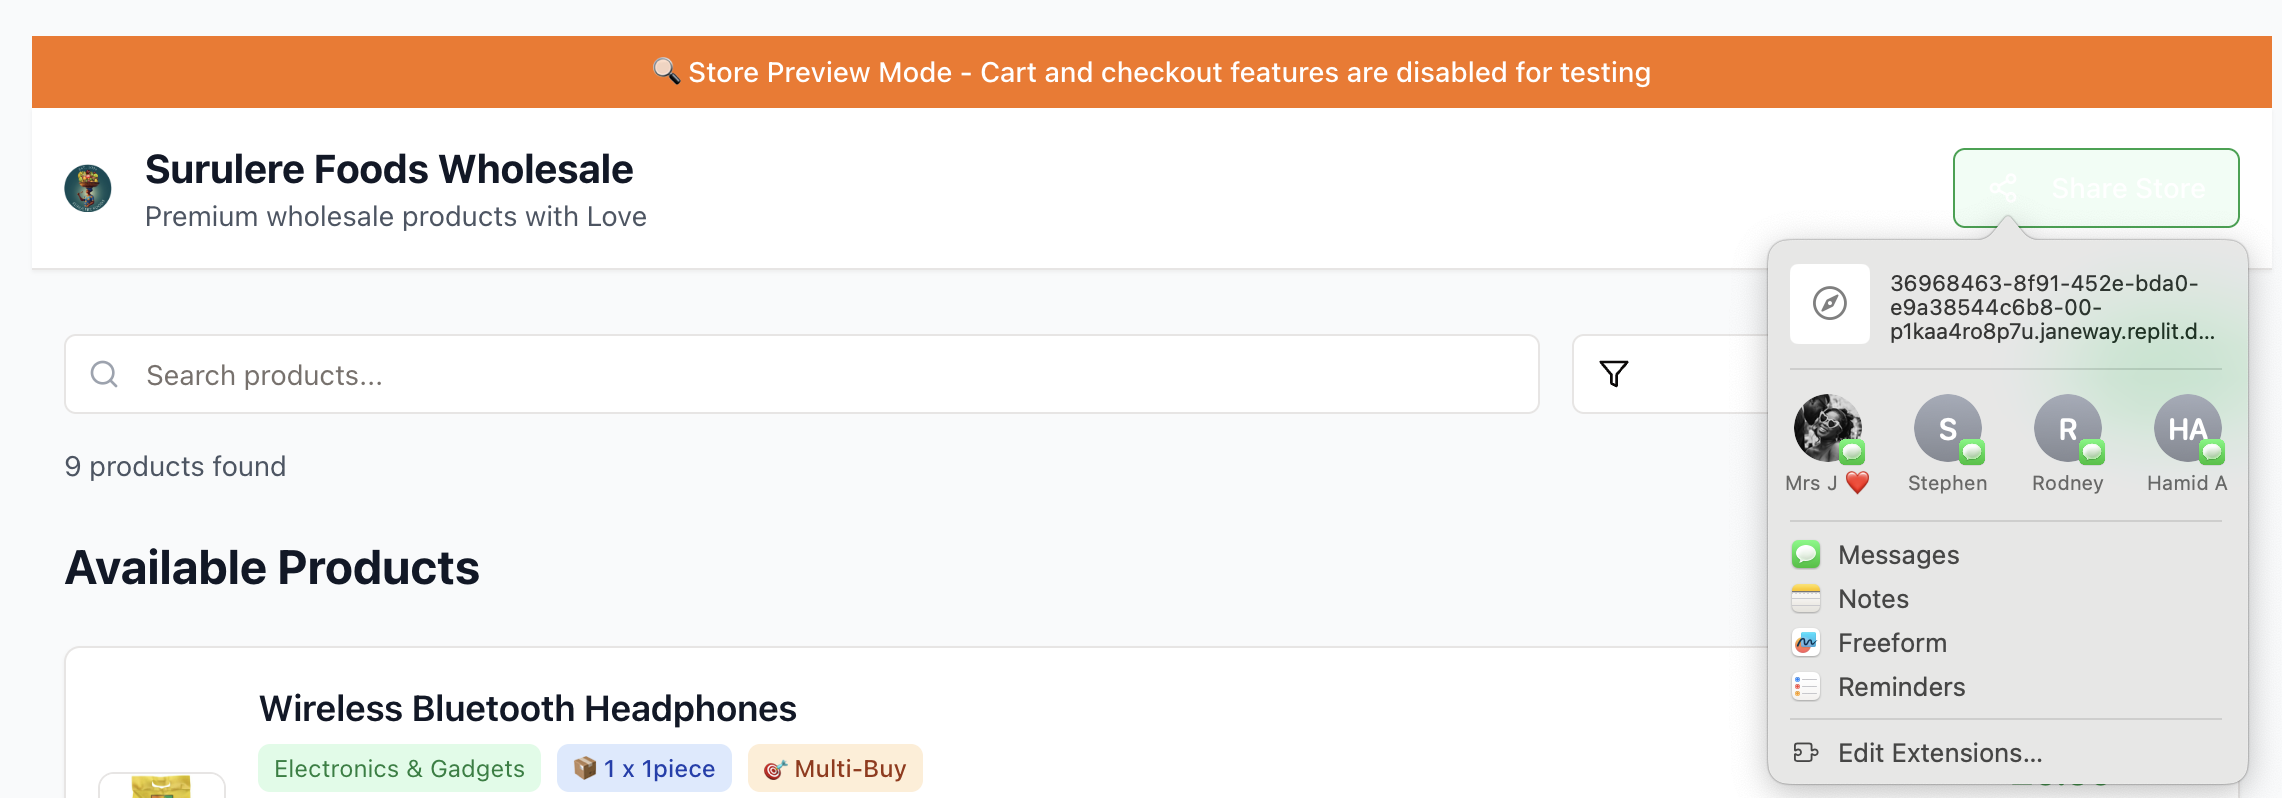 🔍 Store Preview Mode - Cart and checkout features are disabled for testing
Surulere Foods Wholesale
Premium wholesale products with Love
Share Store
36968463-8f91-452e-bda0-
e9a38544c6b8-00-
p1kaa4ro8p7u.janeway.replit.d...
Search products...
Mrs J ❤️
S
Stephen
R
Rodney
HA
Hamid A
9 products found
Messages
Notes
Freeform
Reminders
Edit Extensions...
Available Products
Wireless Bluetooth Headphones
Electronics & Gadgets
📦 1 x 1piece
🎯 Multi-Buy